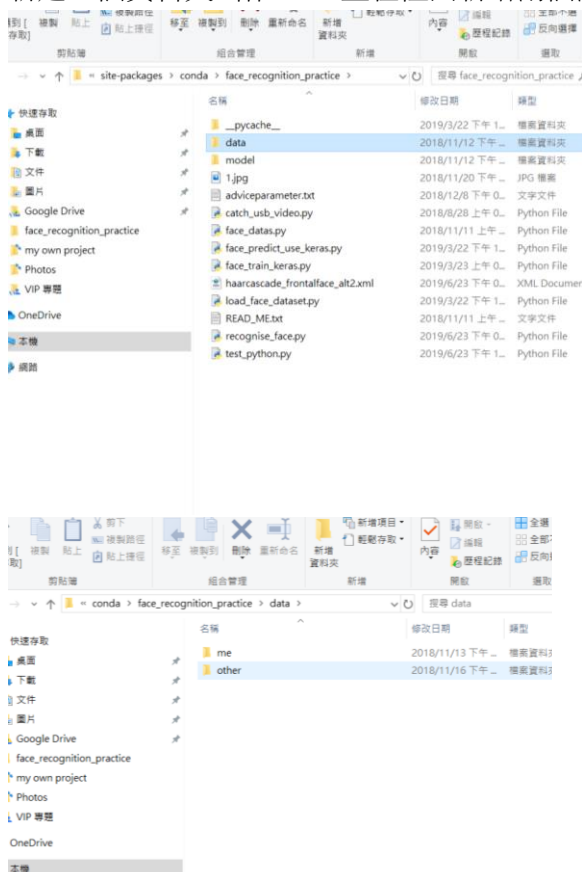 到 [ 複製 貼上 複製路徑 貼上捷徑
存取]
移至 複製到 刪除 重新命名 新增
資料夾
輕鬆存取
內容 編輯 歷程記錄
全部不選
反向選擇
剪貼簿 組合管理 新增 開啟 選取
« site-packages › conda › face_recognition_practice ›
搜尋 face_recognition_practice
名稱 修改日期 類型
快速存取
桌面
下載
文件
圖片
Google Drive
face_recognition_practice
my own project
Photos
VIP 專題
OneDrive
本機
網路
__pycache__ 2019/3/22 下午 1... 檔案資料夾
data 2018/11/12 下午 ... 檔案資料夾
model 2018/11/12 下午 ... 檔案資料夾
1.jpg 2018/11/20 下午 ... JPG 檔案
adviceparameter.txt 2018/12/8 下午 0... 文字文件
catch_usb_video.py 2018/8/28 上午 0... Python File
face_datas.py 2018/11/11 上午 ... Python File
face_predict_use_keras.py 2019/3/22 下午 1... Python File
face_train_keras.py 2019/3/23 上午 0... Python File
haarcascade_frontalface_alt2.xml 2019/6/23 下午 0... XML Documen
load_face_dataset.py 2019/3/22 下午 1... Python File
READ_ME.txt 2018/11/11 上午 ... 文字文件
recognise_face.py 2019/6/23 下午 0... Python File
test_python.py 2019/6/23 下午 1... Python File
剪下
複製路徑
貼上捷徑
複製 貼上
移至 複製到 刪除 重新命名 新增
資料夾
新增項目
輕鬆存取
內容 開啟 編輯 歷程記錄
全選
反向
剪貼簿 組合管理 新增 開啟 選取
« conda › face_recognition_practice › data ›
搜尋 data
名稱 修改日期 類型
快速存取
桌面
下載
文件
圖片
Google Drive
face_recognition_practice
my own project
Photos
VIP 專題
OneDrive
本機
me 2018/11/13 下午 ... 檔案資料夾
other 2018/11/16 下午 ... 檔案資料夾